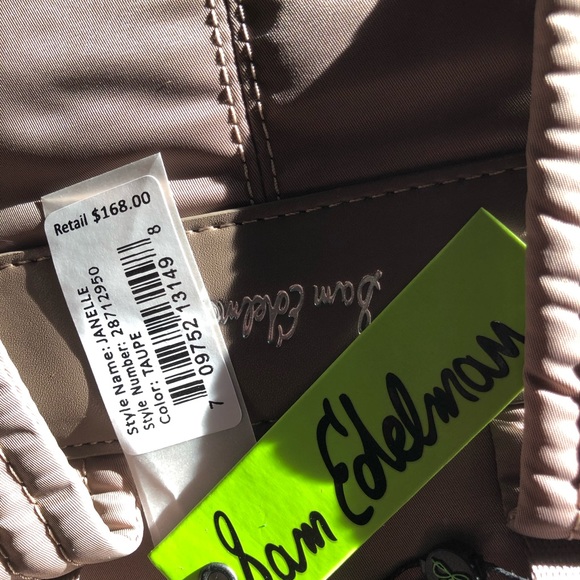 Retail $168.00
Style Name: JANELLE
Style Number: 28712950
Color: TAUPE
7 09752 13149 8
Sam Edelman
Sam Edelman